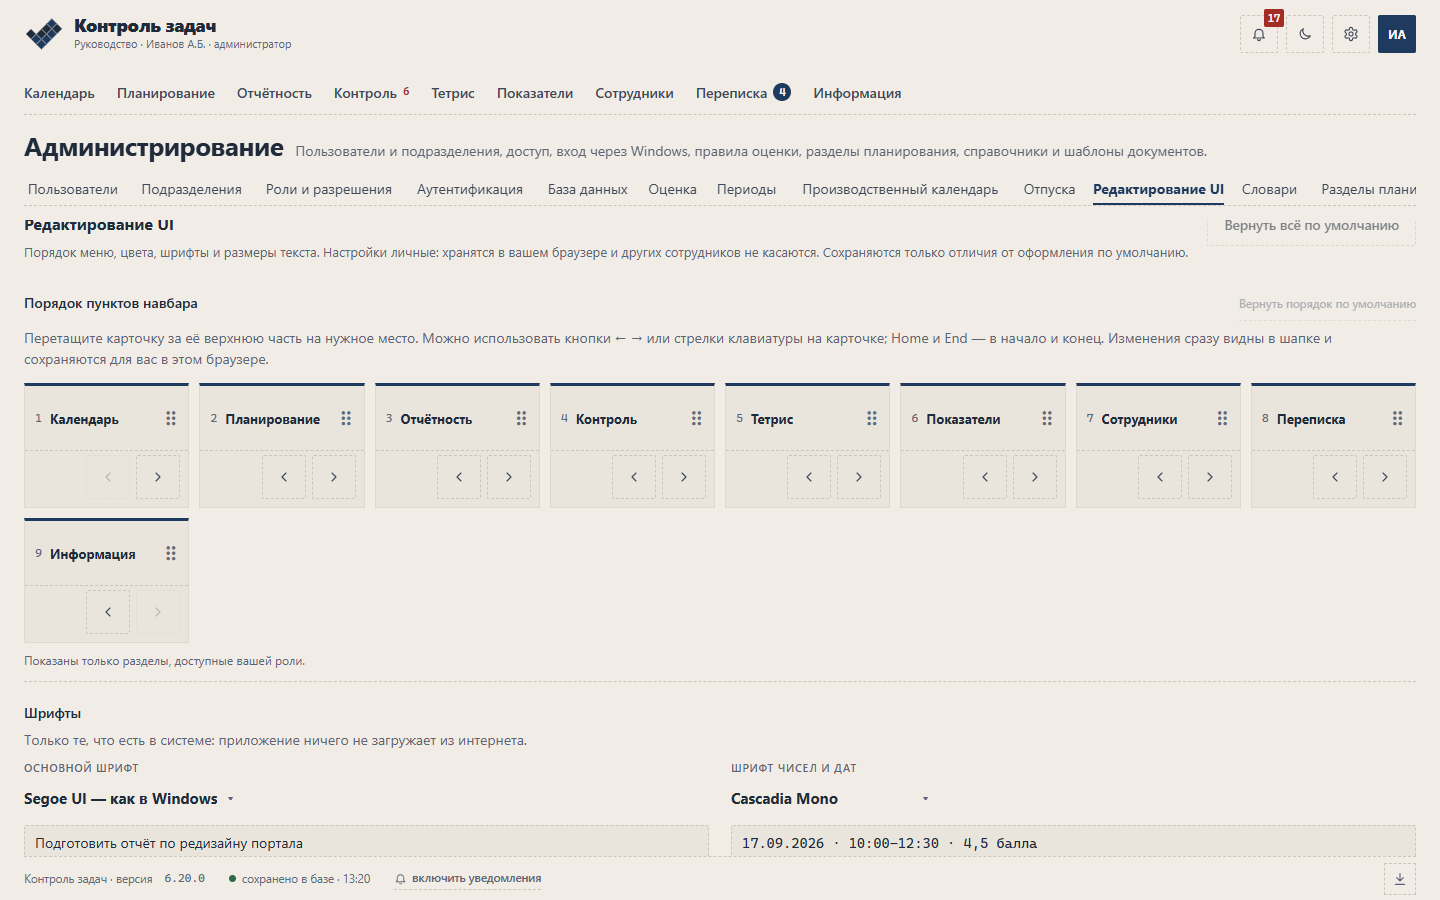 Контроль задач
Руководство · Иванов А.Б. · администратор
17
ИА
Календарь Планирование Отчётность Контроль 6 Тетрис Показатели Сотрудники Переписка 4 Информация
Администрирование Пользователи и подразделения, доступ, вход через Windows, правила оценки, разделы планирования, справочники и шаблоны документов.
Пользователи Подразделения Роли и разрешения Аутентификация База данных Оценка Периоды Производственный календарь Отпуска Редактирование UI Словари Разделы плани
Редактирование UI Вернуть всё по умолчанию
Порядок меню, цвета, шрифты и размеры текста. Настройки личные: хранятся в вашем браузере и других сотрудников не касаются. Сохраняются только отличия от оформления по умолчанию.
Порядок пунктов навбара Вернуть порядок по умолчанию
Перетащите карточку за её верхнюю часть на нужное место. Можно использовать кнопки ← → или стрелки клавиатуры на карточке; Home и End — в начало и конец. Изменения сразу видны в шапке и
сохраняются для вас в этом браузере.
1 Календарь 2 Планирование 3 Отчётность 4 Контроль 5 Тетрис 6 Показатели 7 Сотрудники 8 Переписка
9 Информация
Показаны только разделы, доступные вашей роли.
Шрифты
Только те, что есть в системе: приложение ничего не загружает из интернета.
ОСНОВНОЙ ШРИФТ ШРИФТ ЧИСЕЛ И ДАТ
Segoe UI — как в Windows Cascadia Mono
Подготовить отчёт по редизайну портала 17.09.2026 · 10:00–12:30 · 4,5 балла
Контроль задач · версия 6.20.0 сохранено в базе · 13:20 включить уведомления